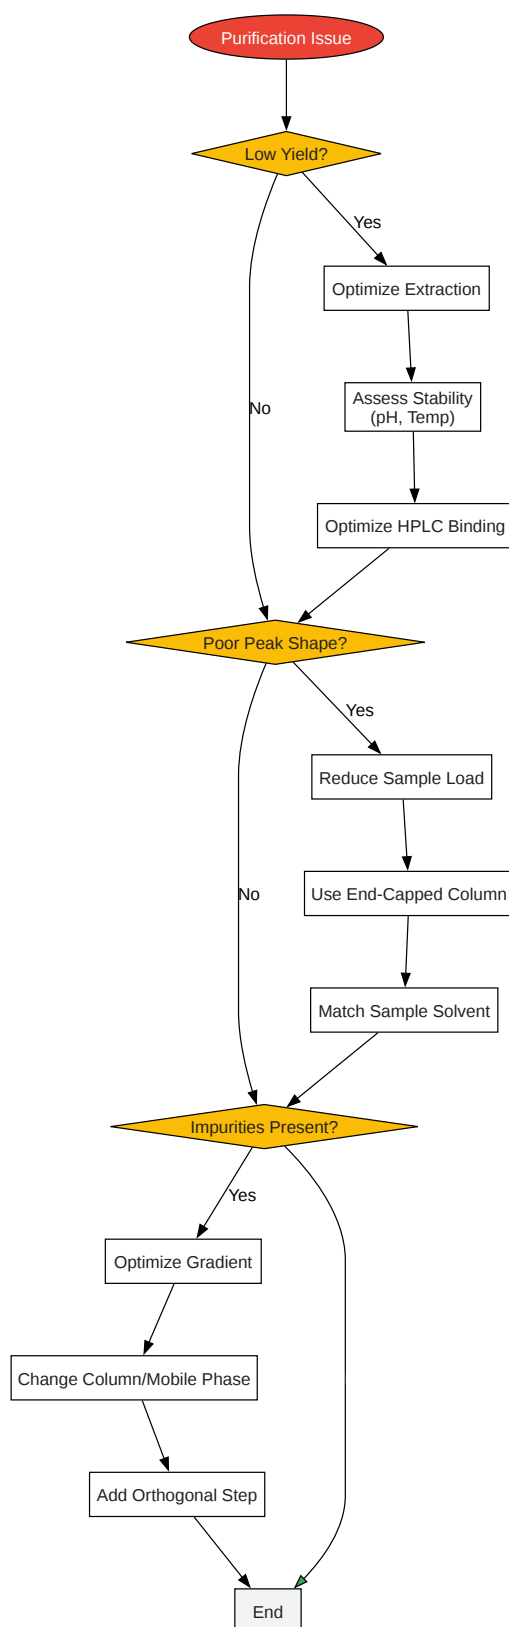 Purification Issue
Low Yield?
Yes
Optimize Extraction
Assess Stability
(pH, Temp)
No
Optimize HPLC Binding
Poor Peak Shape?
Yes
Reduce Sample Load
No
Use End-Capped Column
Match Sample Solvent
Impurities Present?
Yes
Optimize Gradient
Change Column/Mobile Phase
Add Orthogonal Step
End